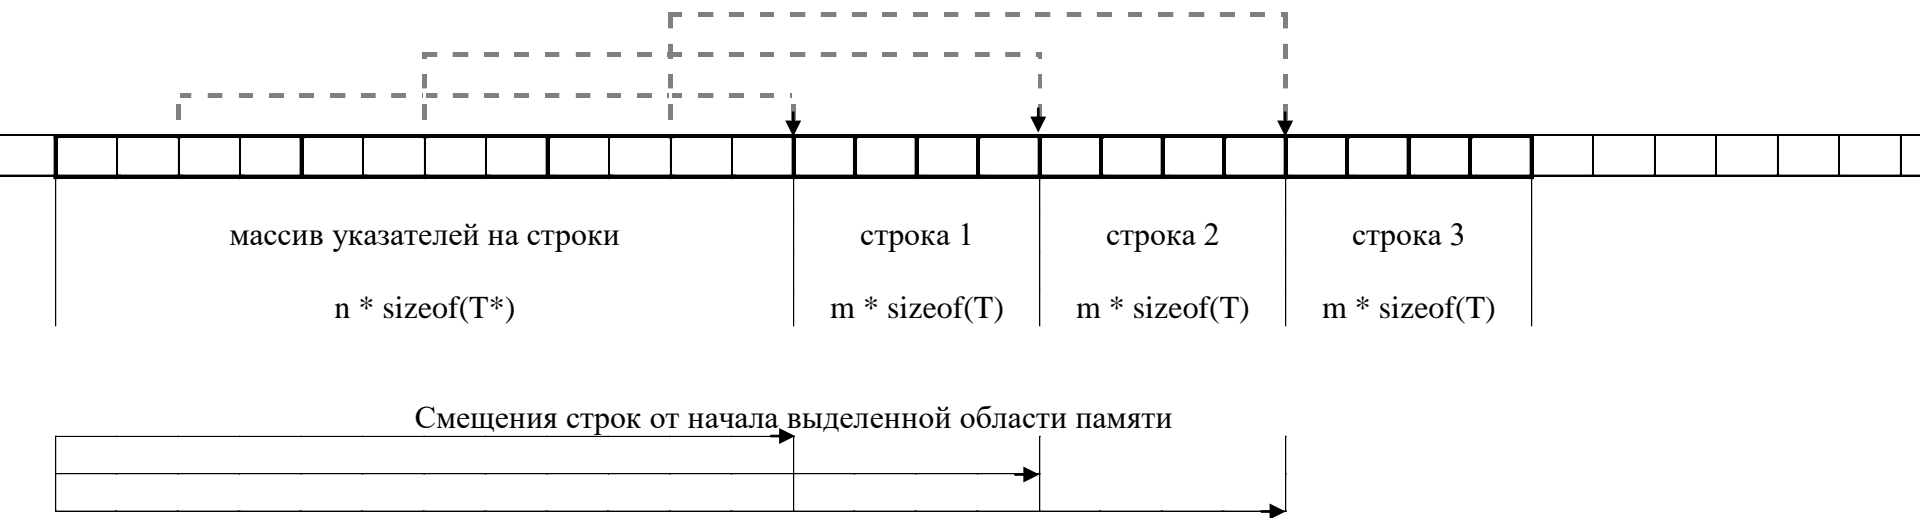 массив указателей на строки
строка 1
строка 2
строка 3
n * sizeof(T*)
m * sizeof(T)
m * sizeof(T)
m * sizeof(T)
Смещения строк от начала выделенной области памяти